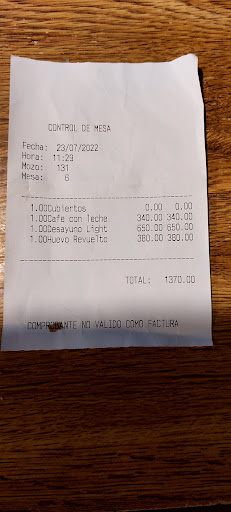 CONTROL DE MESA
Fecha: 23/07/2022
Hora: 11:29
Mozo: 131
Mesa: 6
1.00Cubiertos 0.00 0.00
1.00Cafe con leche 340.00 340.00
1.00Desayuno Light 650.00 650.00
1.00Huevo Revuelto 380.00 380.00
TOTAL: 1370.00
COMPROBANTE NO VALIDO COMO FACTURA